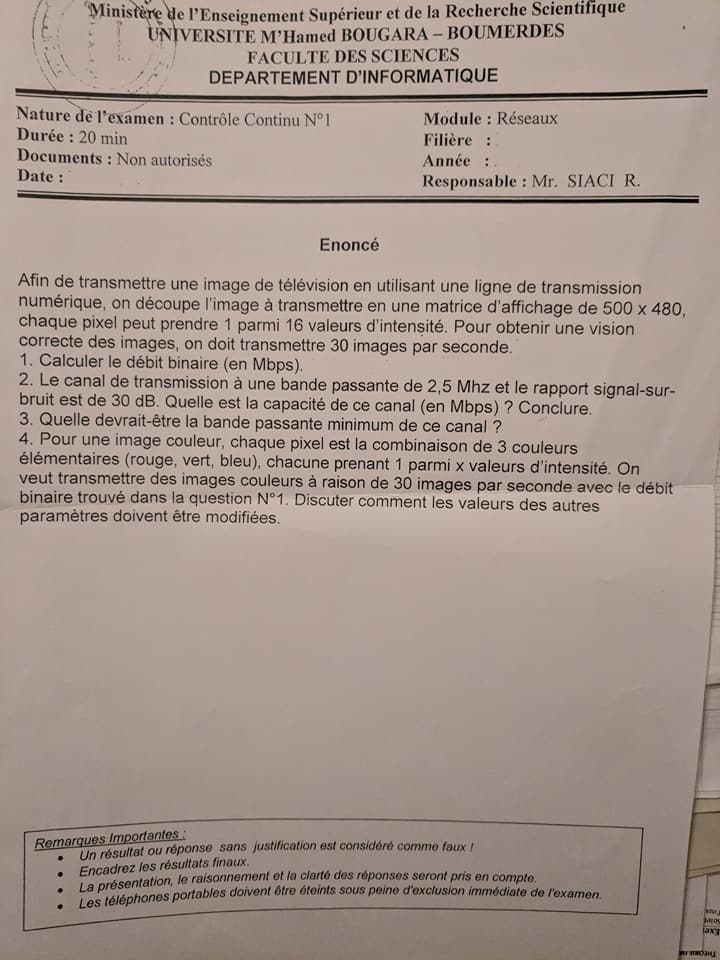 Ministère de l'Enseignement Supérieur et de la Recherche Scientifique
UNIVERSITE M'Hamed BOUGARA – BOUMERDES
FACULTE DES SCIENCES
DEPARTEMENT D'INFORMATIQUE
Nature de l'examen : Contrôle Continu N°1
Durée : 20 min
Documents : Non autorisés
Date :
Module : Réseaux
Filière :
Année :
Responsable : Mr. SIACI R.
Enoncé
Afin de transmettre une image de télévision en utilisant une ligne de transmission
numérique, on découpe l'image à transmettre en une matrice d'affichage de 500 x 480,
chaque pixel peut prendre 1 parmi 16 valeurs d'intensité. Pour obtenir une vision
correcte des images, on doit transmettre 30 images par seconde.
1. Calculer le débit binaire (en Mbps).
2. Le canal de transmission à une bande passante de 2,5 Mhz et le rapport signal-sur-
bruit est de 30 dB. Quelle est la capacité de ce canal (en Mbps) ? Conclure.
3. Quelle devrait-être la bande passante minimum de ce canal ?
4. Pour une image couleur, chaque pixel est la combinaison de 3 couleurs
élémentaires (rouge, vert, bleu), chacune prenant 1 parmi x valeurs d'intensité. On
veut transmettre des images couleurs à raison de 30 images par seconde avec le débit
binaire trouvé dans la question N°1. Discuter comment les valeurs des autres
paramètres doivent être modifiées.
Remarques Importantes :
• Un résultat ou réponse sans justification est considéré comme faux !
• Encadrez les résultats finaux.
• La présentation, le raisonnement et la clarté des réponses seront pris en compte.
• Les téléphones portables doivent être éteints sous peine d'exclusion immédiate de l'examen.